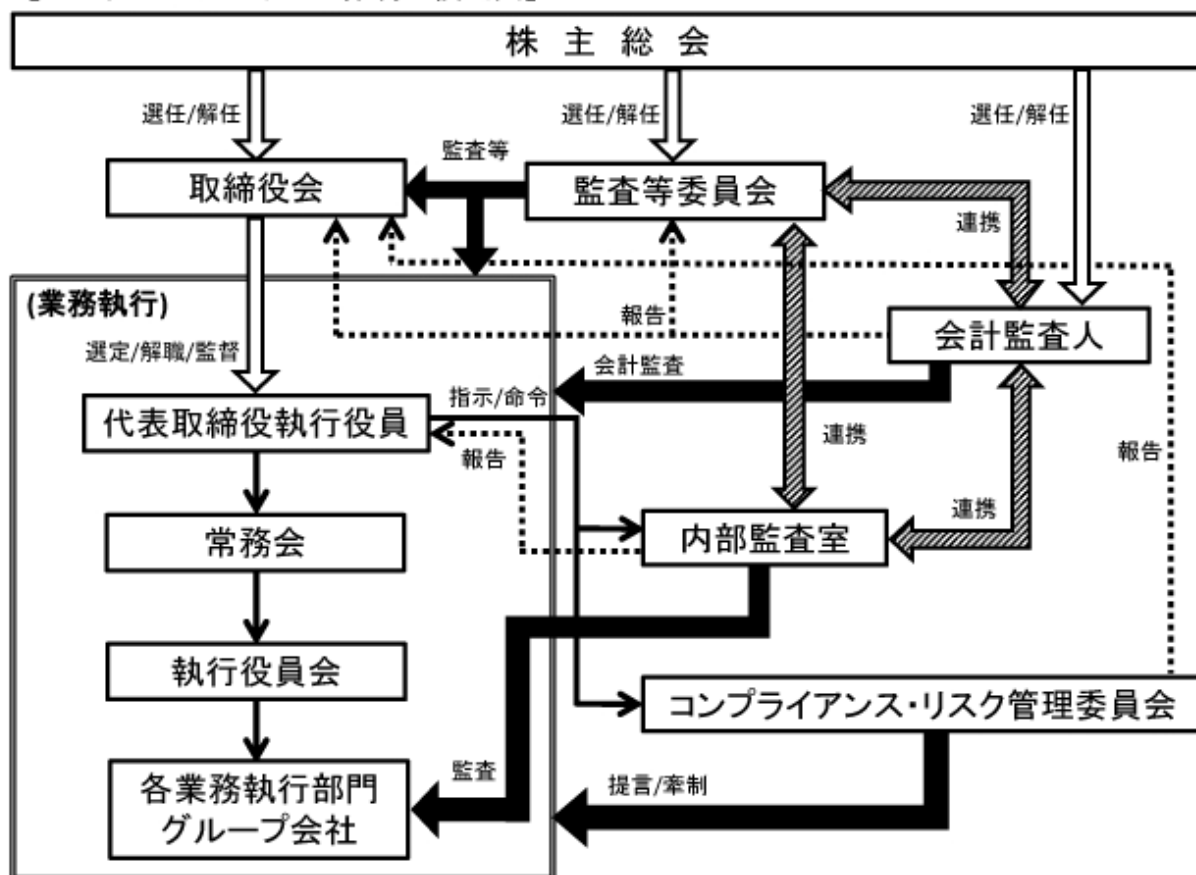 株主総会
選任/解任
選任/解任
選任/解任
監査等
取締役会
監査等委員会
連携
(業務執行)
報告
会計監査人
選定/解職/監督
会計監査
指示/命令
代表取締役執行役員
報告
連携
報告
連携
常務会
内部監査室
執行役員会
コンプライアンス・リスク管理委員会
監査
提言/牽制
各業務執行部門
グループ会社